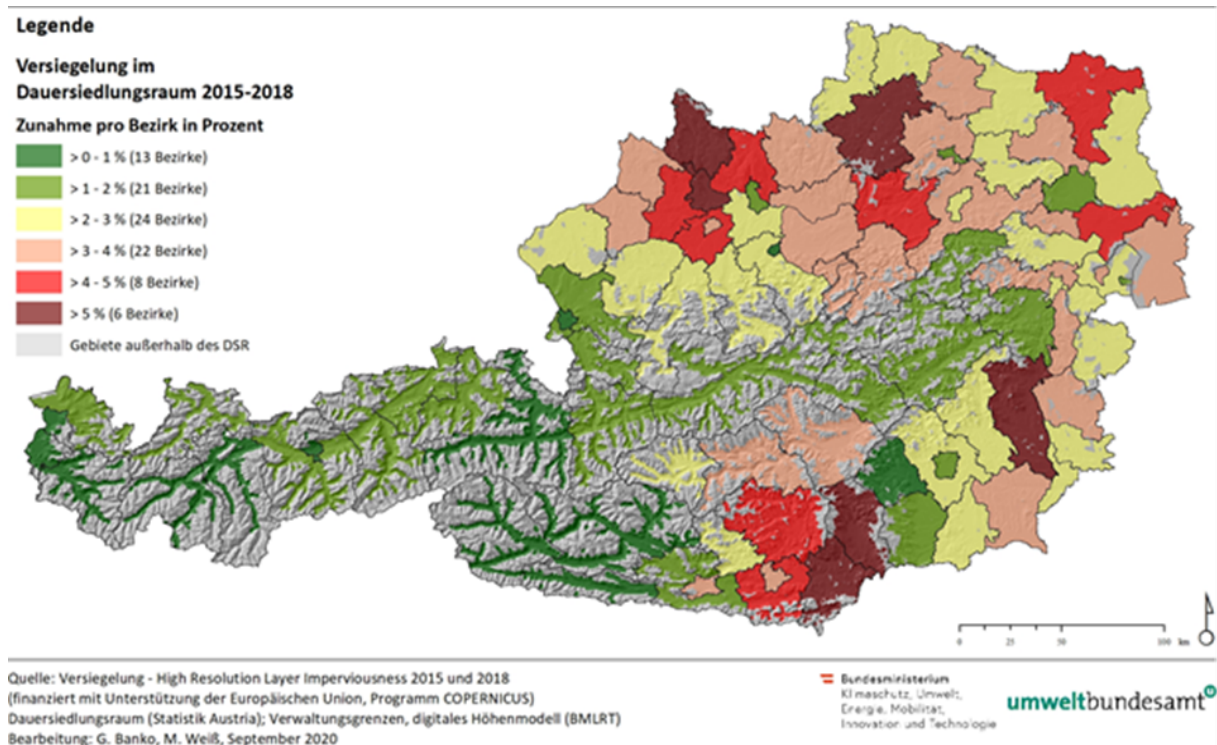 Legende
Versiegelung im
Dauersiedlungsraum 2015-2018
Zunahme pro Bezirk in Prozent
> 0 - 1 % (13 Bezirke)
> 1 - 2 % (21 Bezirke)
> 2 - 3 % (24 Bezirke)
> 3 - 4 % (22 Bezirke)
> 4 - 5 % (8 Bezirke)
> 5 % (6 Bezirke)
Gebiete außerhalb des DSR
0 25 50 100 km
Quelle: Versiegelung - High Resolution Layer Imperviousness 2015 und 2018
(finanziert mit Unterstützung der Europäischen Union, Programm COPERNICUS)
Dauersiedlungsraum (Statistik Austria); Verwaltungsgrenzen, digitales Höhenmodell (BMLRT)
Bearbeitung: G. Banko, M. Weiß, September 2020
Bundesministerium
Klimaschutz, Umwelt,
Energie, Mobilität,
Innovation und Technologie
umweltbundesamt